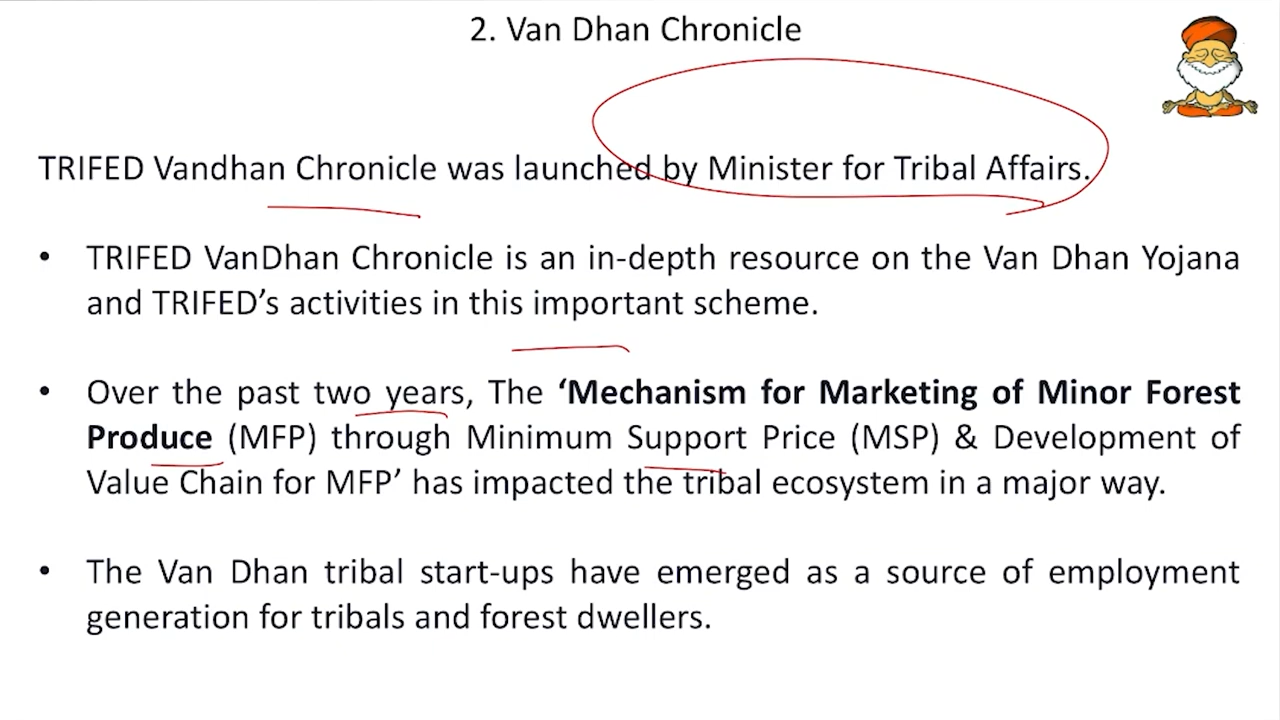 2. Van Dhan Chronicle
TRIFED Vandhan Chronicle was launched by Minister for Tribal Affairs.
• TRIFED VanDhan Chronicle is an in-depth resource on the Van Dhan Yojana
and TRIFED’s activities in this important scheme.
• Over the past two years, The ‘Mechanism for Marketing of Minor Forest
Produce (MFP) through Minimum Support Price (MSP) & Development of
Value Chain for MFP’ has impacted the tribal ecosystem in a major way.
• The Van Dhan tribal start-ups have emerged as a source of employment
generation for tribals and forest dwellers.